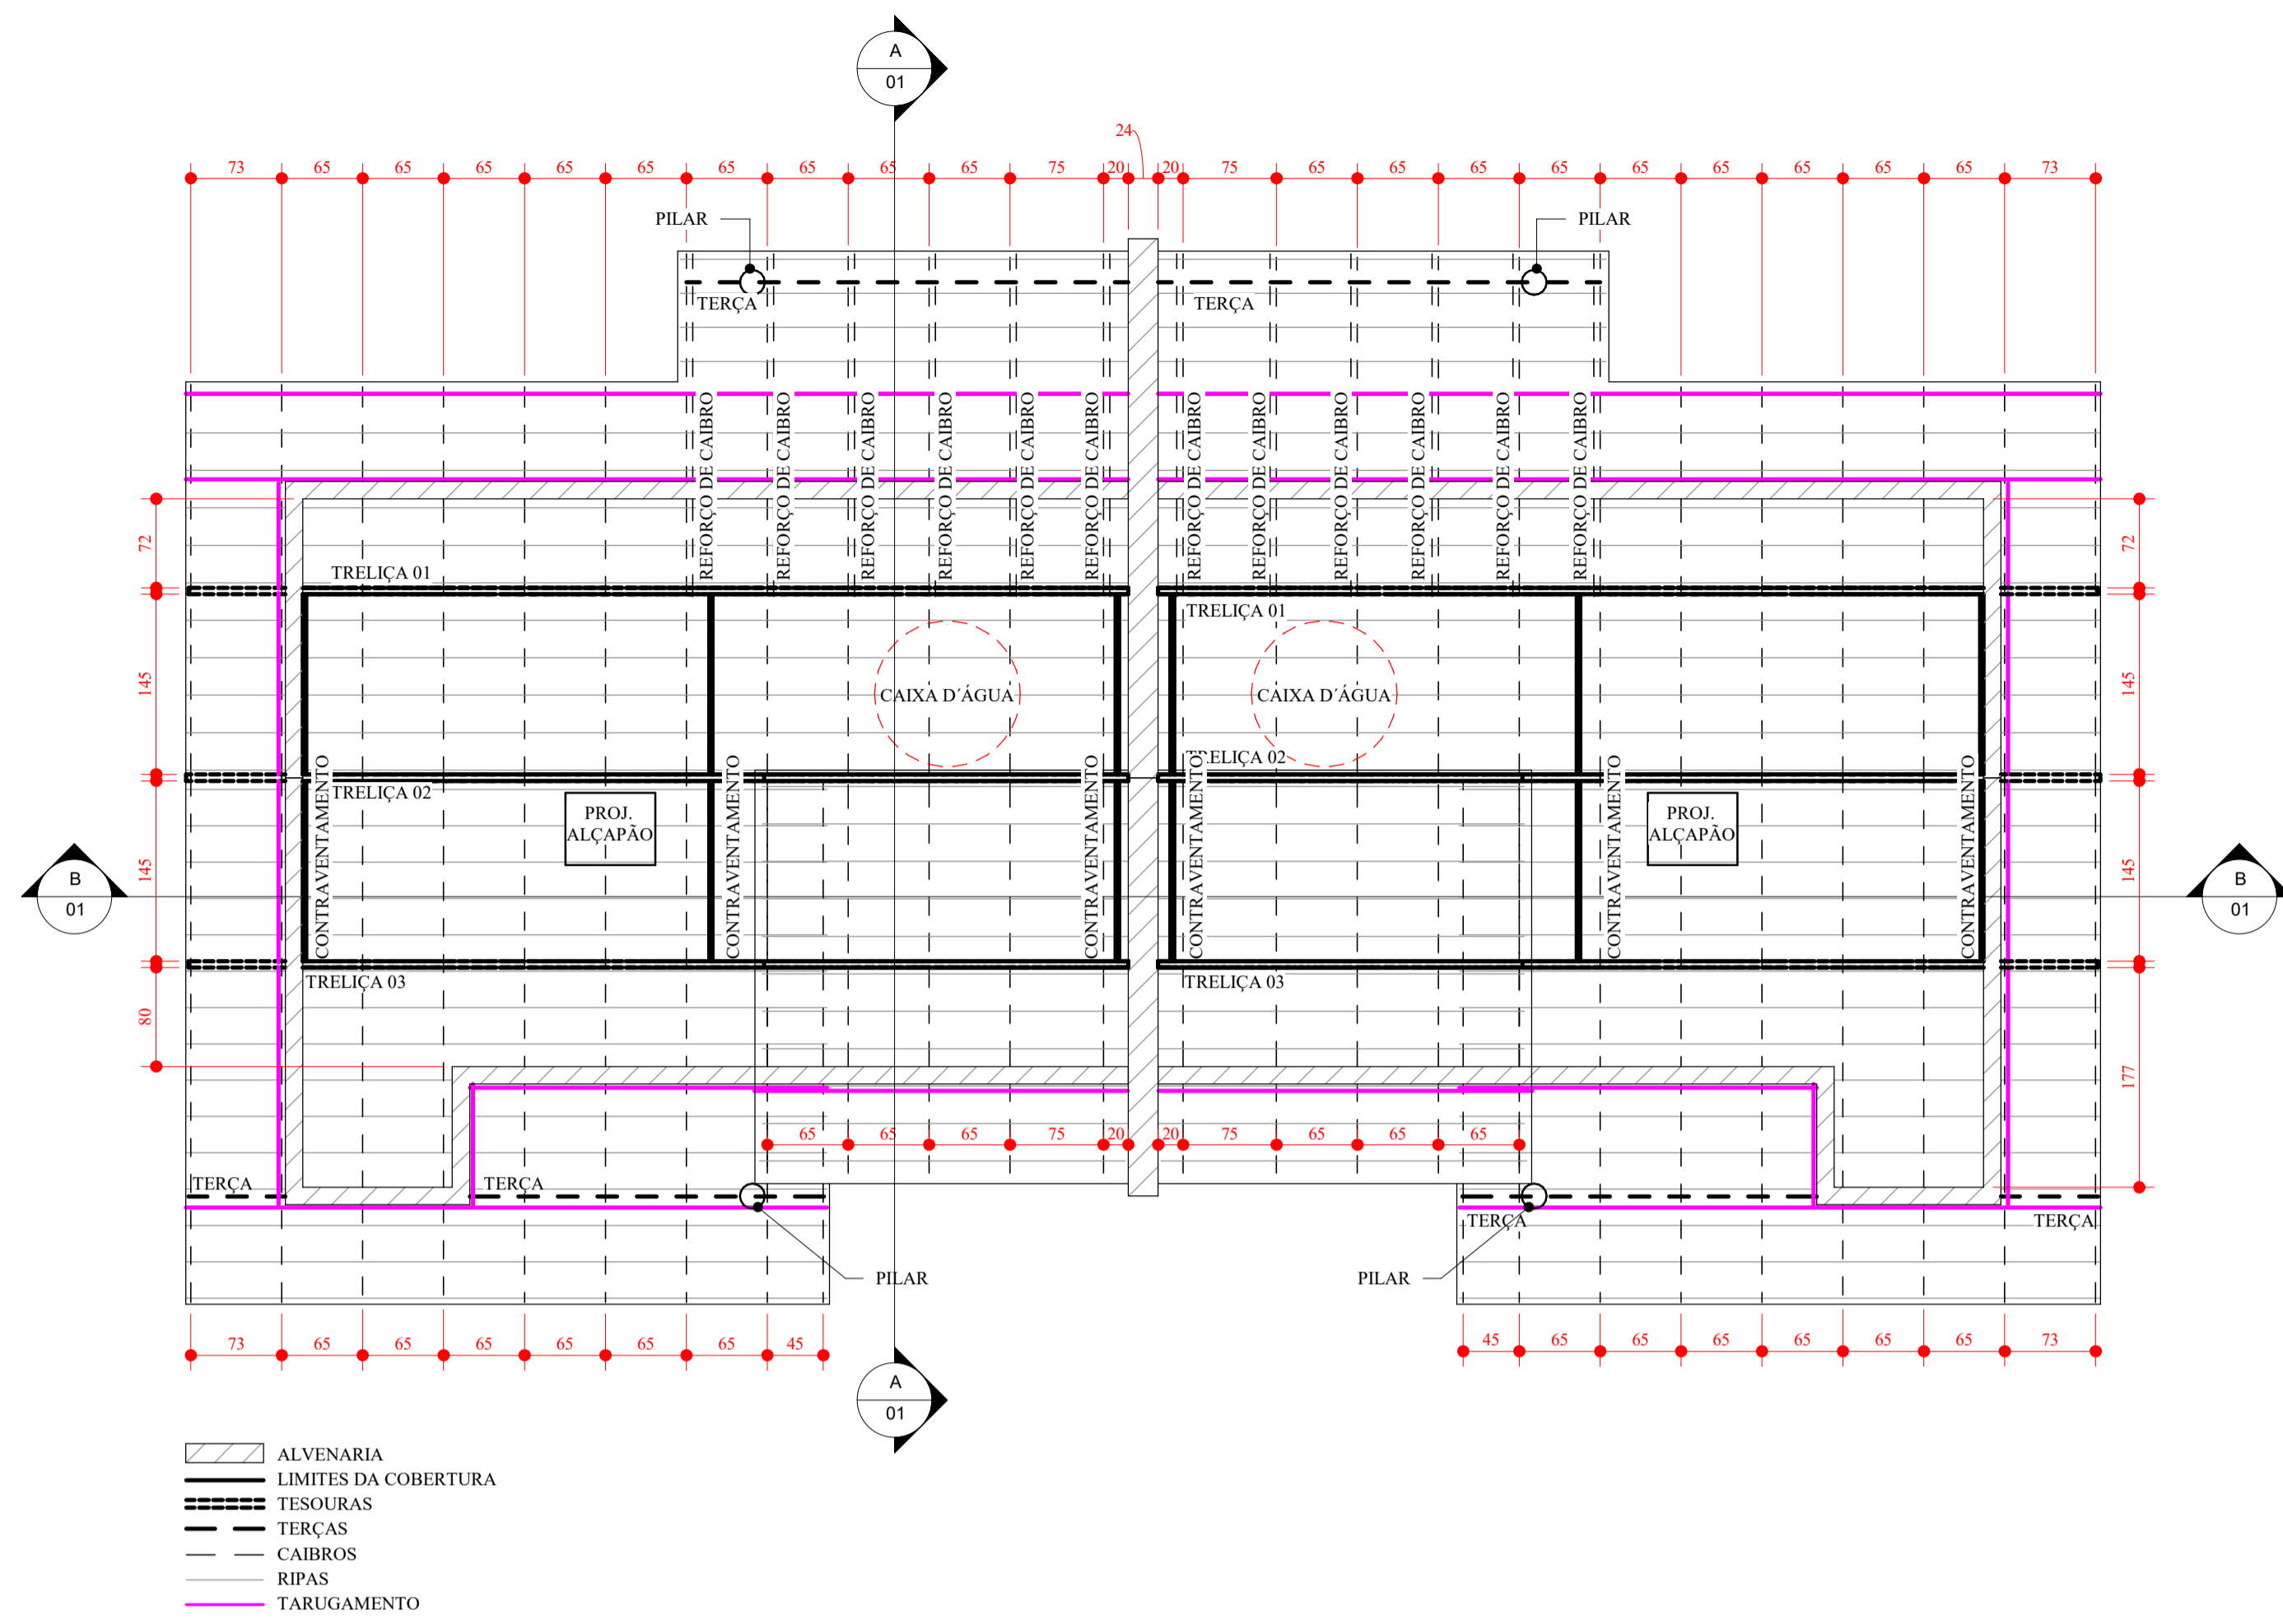 A
01
24
73 65 65 65 65 65 65 65 65 65 75 20 20 75 65 65 65 65 65 65 65 65 65 73
PILAR
PILAR
TERÇA
TERÇA
REFORÇO DE CAIBRO
REFORÇO DE CAIBRO
REFORÇO DE CAIBRO
REFORÇO DE CAIBRO
REFORÇO DE CAIBRO
REFORÇO DE CAIBRO
REFORÇO DE CAIBRO
REFORÇO DE CAIBRO
REFORÇO DE CAIBRO
REFORÇO DE CAIBRO
REFORÇO DE CAIBRO
REFORÇO DE CAIBRO
72
72
TRELIÇA 01
TRELIÇA 01
145
145
CAIXA D´ÁGUA
CAIXA D´ÁGUA
TRELIÇA 02
TRELIÇA 02
PROJ.
ALÇAPÃO
PROJ.
ALÇAPÃO
CONTRAVENTAMENTO
CONTRAVENTAMENTO
CONTRAVENTAMENTO
CONTRAVENTAMENTO
CONTRAVENTAMENTO
CONTRAVENTAMENTO
145
145
B
01
B
01
TRELIÇA 03
TRELIÇA 03
80
177
65 65 65 75 20 20 75 65 65 65
TERÇA
TERÇA
TERÇA
TERÇA
PILAR
PILAR
73 65 65 65 65 65 65 45
45 65 65 65 65 65 65 73
A
01
ALVENARIA
LIMITES DA COBERTURA
TESOURAS
TERÇAS
CAIBROS
RIPAS
TARUGAMENTO